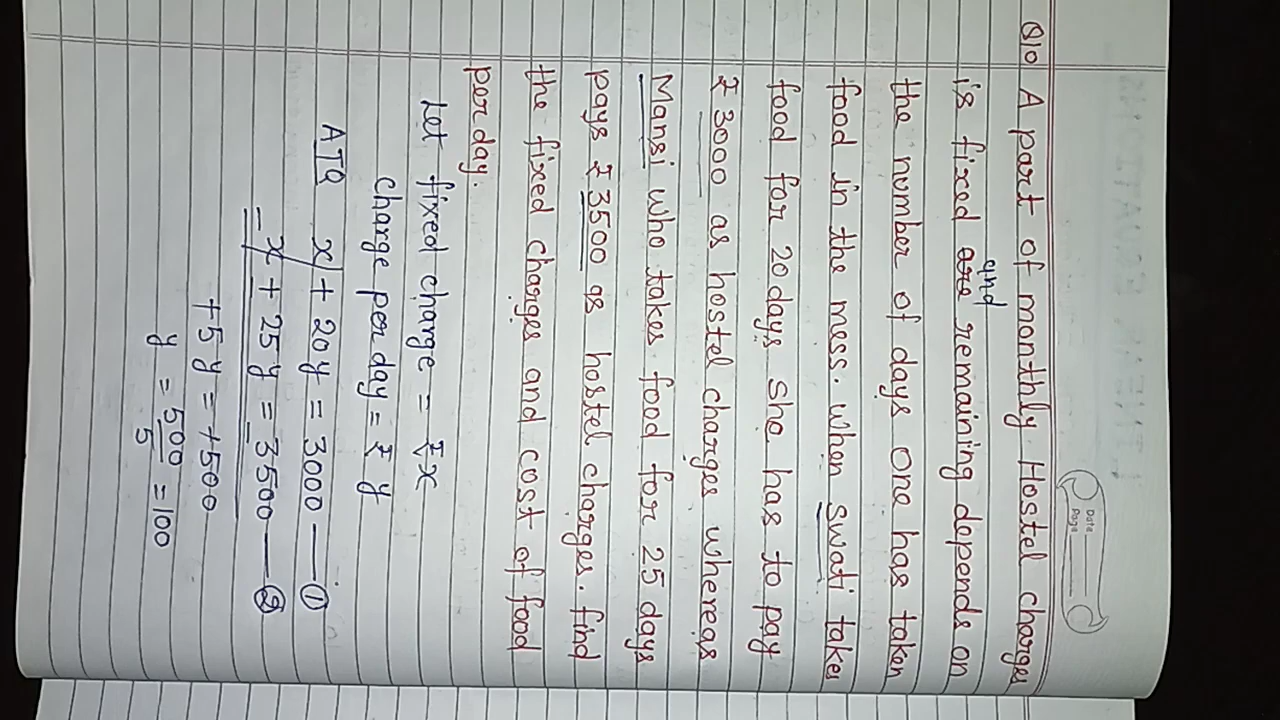 Date
Page
Q10 A part of monthly Hostel charges
is fixed are and remaining depends on
the number of days one has taken
food in the mess. when swati takes
food for 20 days she has to pay
₹ 3000 as hostel charges whereas
Mansi who takes food for 25 days
pays ₹ 3500 as hostel charges. find
the fixed charges and cost of food
per day.
Let fixed charge = ₹ x
charge per day = ₹ y
ATQ x + 20y = 3000 — ①
x + 25y = 3500 — ②
+5y = +500
y = 500/5 = 100